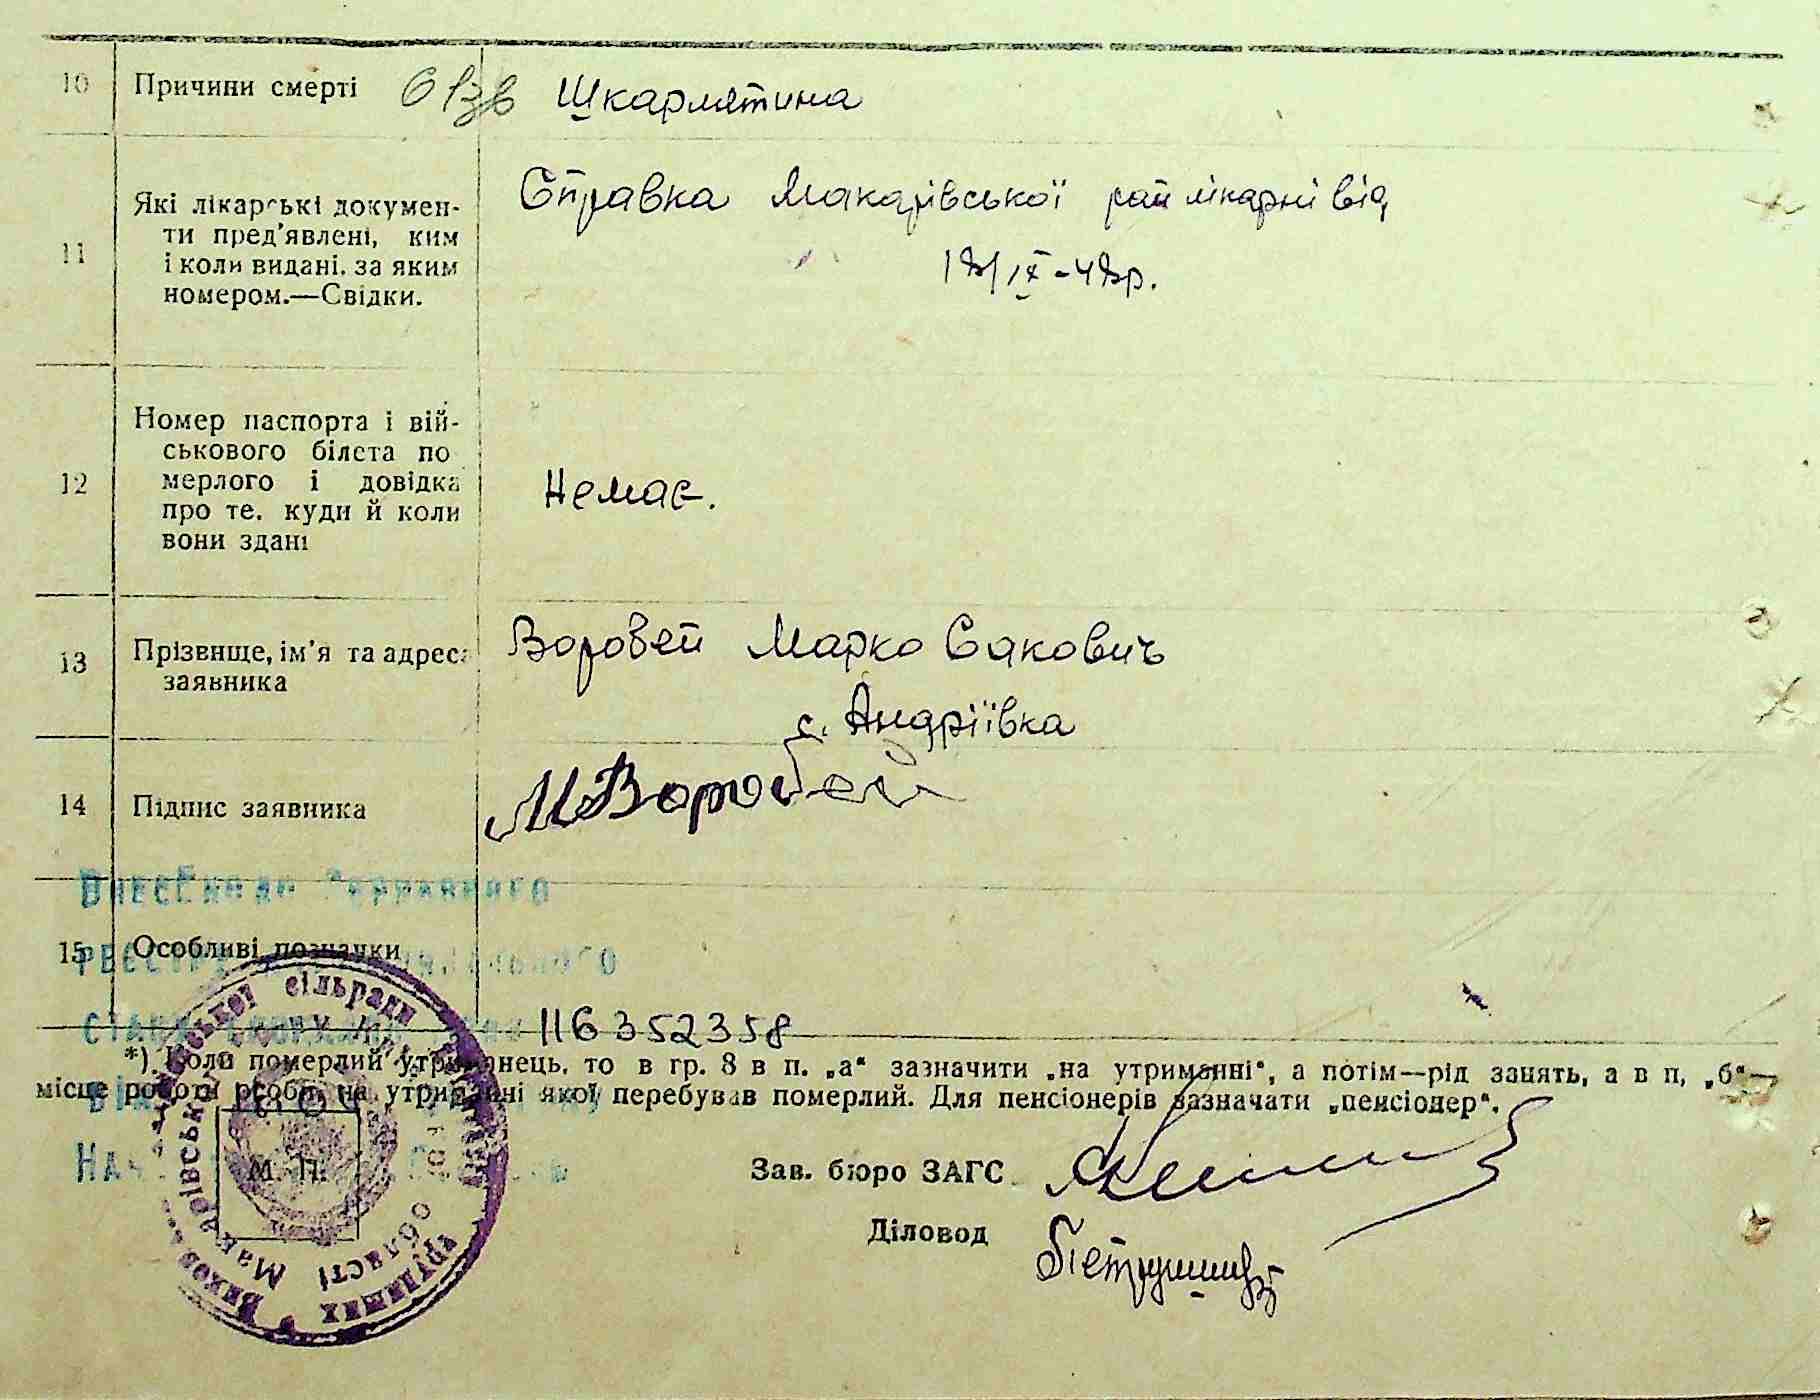 10 Причини смерті Шкарлятина
11 Які лікарські докумен-
ти пред'явлені, ким
і коли видані. за яким
номером.—Свідки.
Справка Макарівської рай лікарні від
12 Номер паспорта і вій-
ськового білета по
мерлого і довідка
про те. куди й коли
вони здані
Немає.
13 Прізвище, ім'я та адреса
заявника
Воробей Марко Сакович
с. Андріївка
14 Підпис заявника
МВоробей
15 Особливі позначки
116352358
*) Коли померлий утриманець. то в гр. 8 в п. „а“ зазначити „на утриманні“, а потім—рід занять, а в п, „б“—
місце роботи особи, на утриманні якої перебував померлий. Для пенсіонерів зазначати „пенсіонер“.
М. П.
Зав. бюро ЗАГС
Діловод